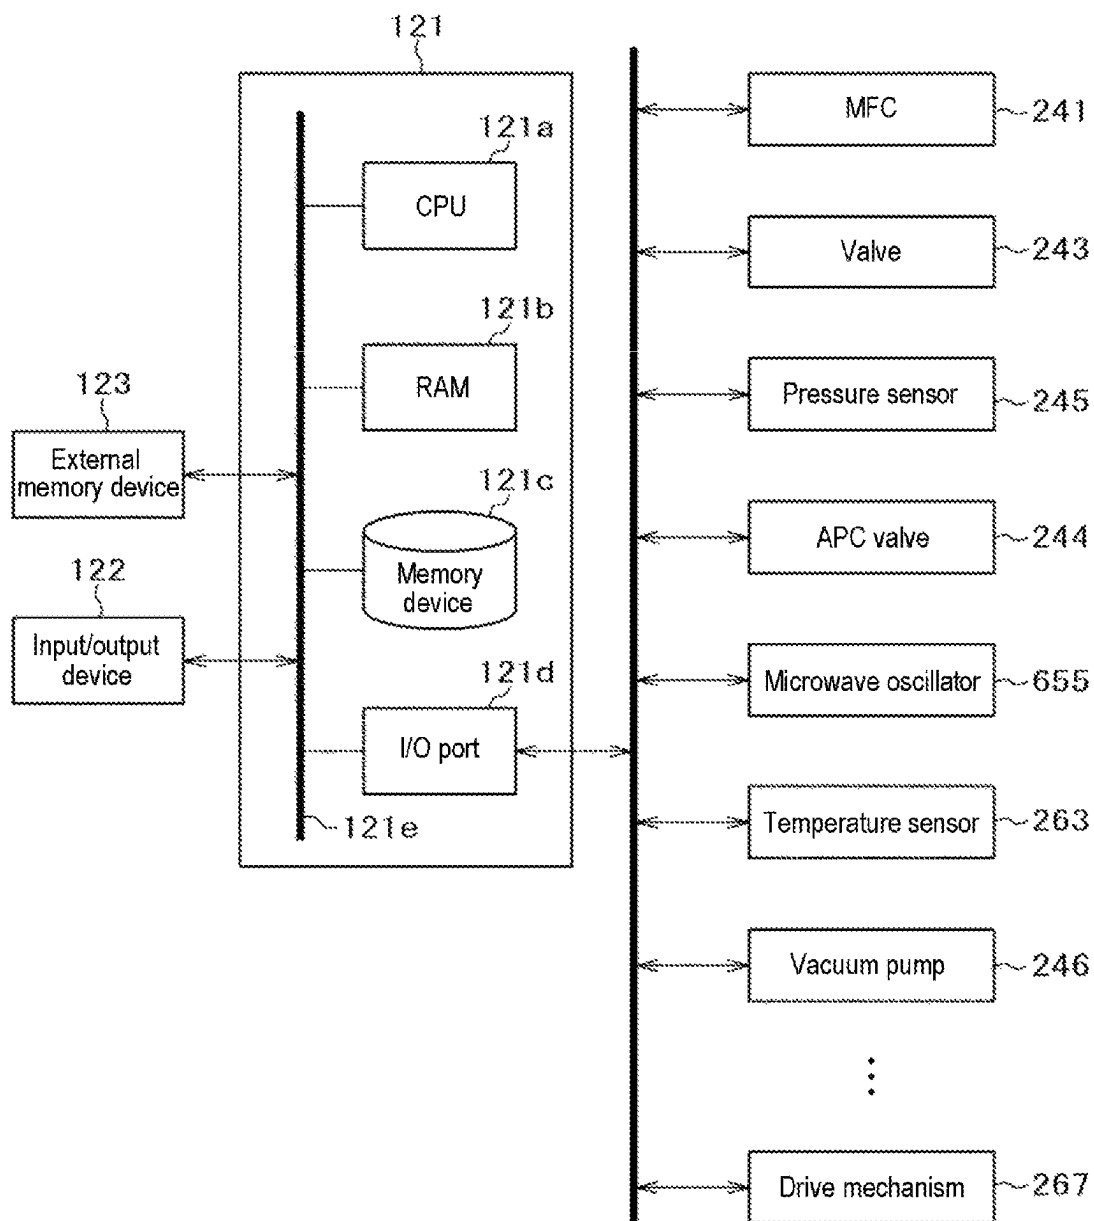 121
121a
CPU
121b
RAM
123
External
memory device
121c
Memory
device
122
Input/output
device
121d
I/O port
121e
MFC
241
Valve
243
Pressure sensor
245
APC valve
244
Microwave oscillator
655
Temperature sensor
263
Vacuum pump
246
Drive mechanism
267